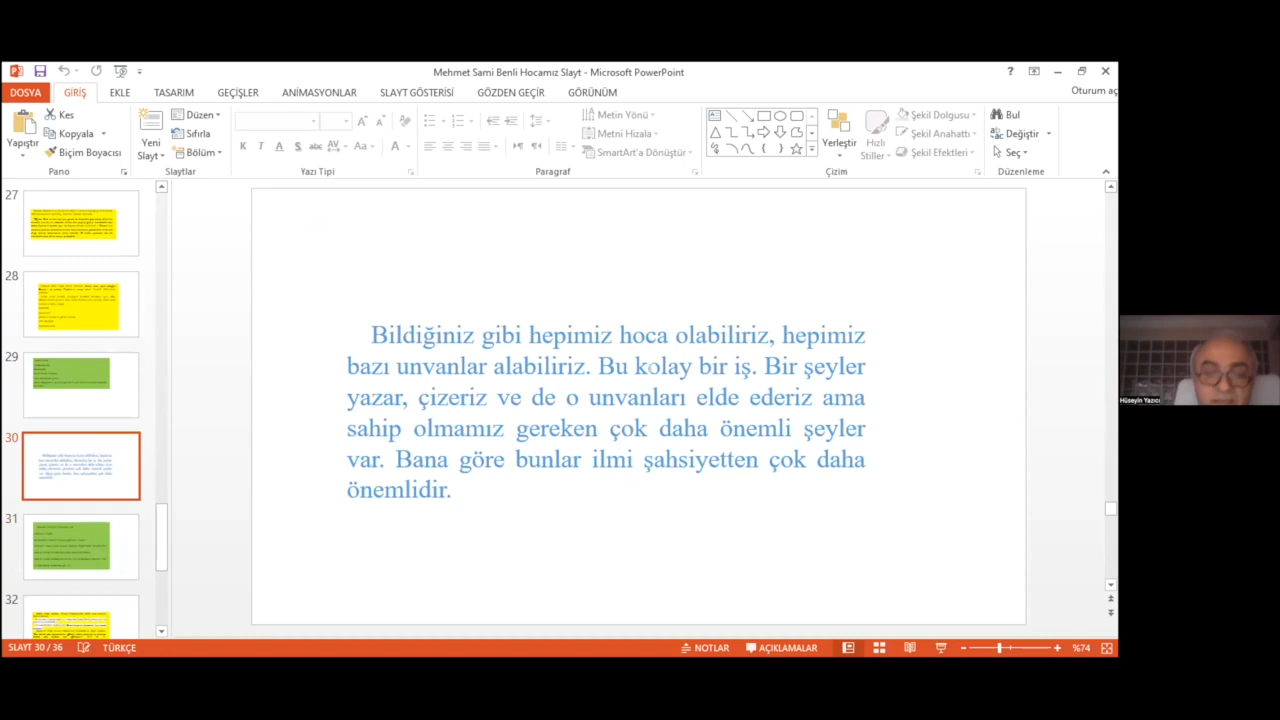 Mehmet Sami Benli Hocamız Slayt - Microsoft PowerPoint
DOSYA GİRİŞ EKLE TASARIM GEÇİŞLER ANİMASYONLAR SLAYT GÖSTERİSİ GÖZDEN GEÇİR GÖRÜNÜM Oturum aç
Yapıştır
Kes
Kopyala
Biçim Boyacısı
Pano
Yeni
Slayt
Düzen
Sıfırla
Bölüm
Slaytlar
Yazı Tipi
Metin Yönü
Metni Hizala
SmartArt'a Dönüştür
Paragraf
Yerleştir
Hızlı
Stiller
Şekil Dolgusu
Şekil Anahattı
Şekil Efektleri
Çizim
Bul
Değiştir
Seç
Düzenleme
27
28
29
30
31
32
Bildiğiniz gibi hepimiz hoca olabiliriz, hepimiz
bazı unvanlar alabiliriz. Bu kolay bir iş. Bir şeyler
yazar, çizeriz ve de o unvanları elde ederiz ama
sahip olmamız gereken çok daha önemli şeyler
var. Bana göre bunlar ilmi şahsiyetten çok daha
önemlidir.
Hüseyin Yazıcı
SLAYT 30 / 36 TÜRKÇE NOTLAR AÇIKLAMALAR %74